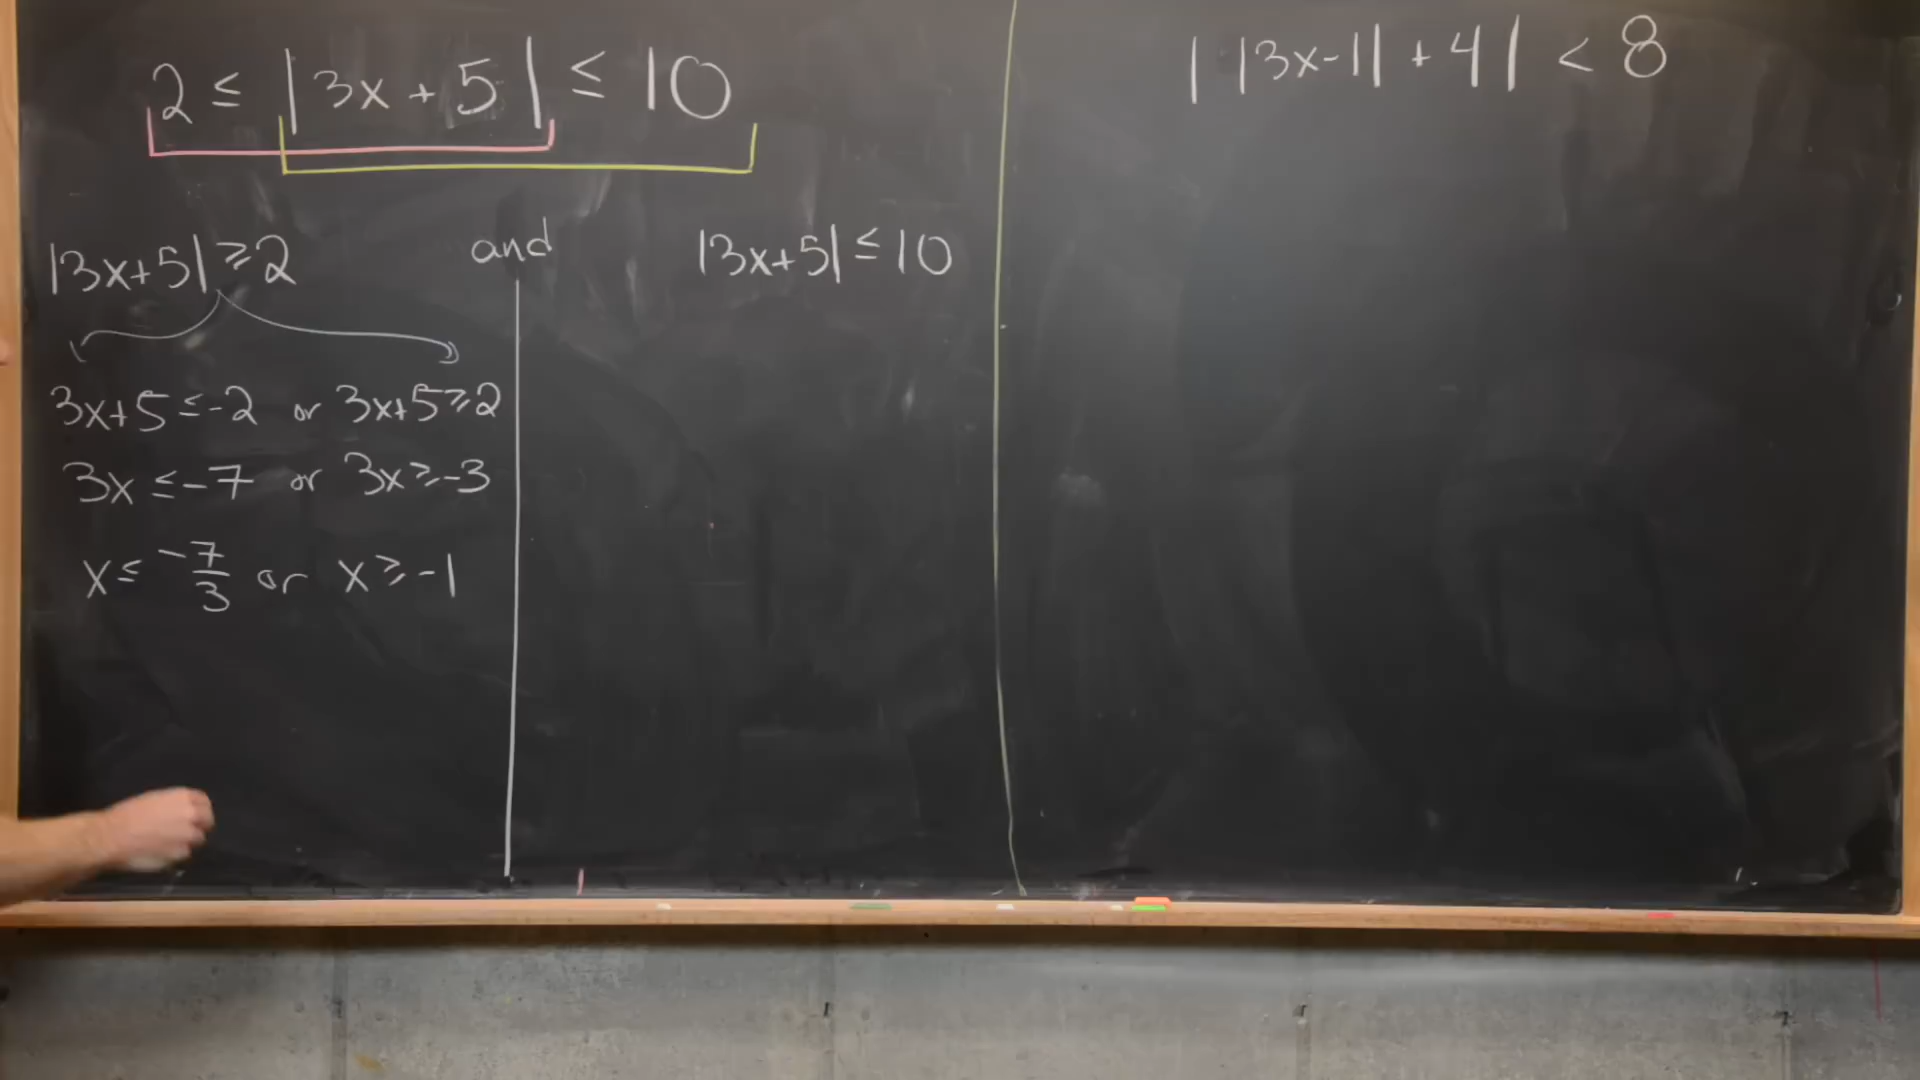 2 ≤ |3x + 5| ≤ 10
|3x+5| ≥ 2 and |3x+5| ≤ 10
3x+5 ≤ -2 or 3x+5 ≥ 2
3x ≤ -7 or 3x ≥ -3
x ≤ -7/3 or x ≥ -1
| |3x-1| + 4| < 8